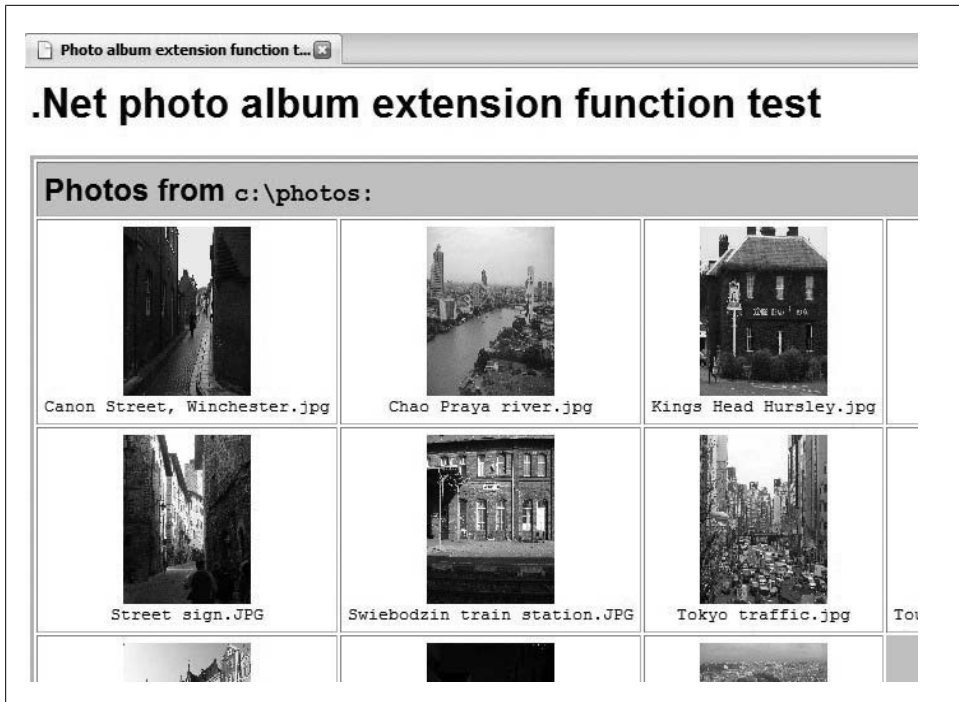 Photo album extension function t...
.Net photo album extension function test
Photos from c:\photos:
Canon Street, Winchester.jpg
Chao Praya river.jpg
Kings Head Hursley.jpg
Street sign.JPG
Swiebodzin train station.JPG
Tokyo traffic.jpg